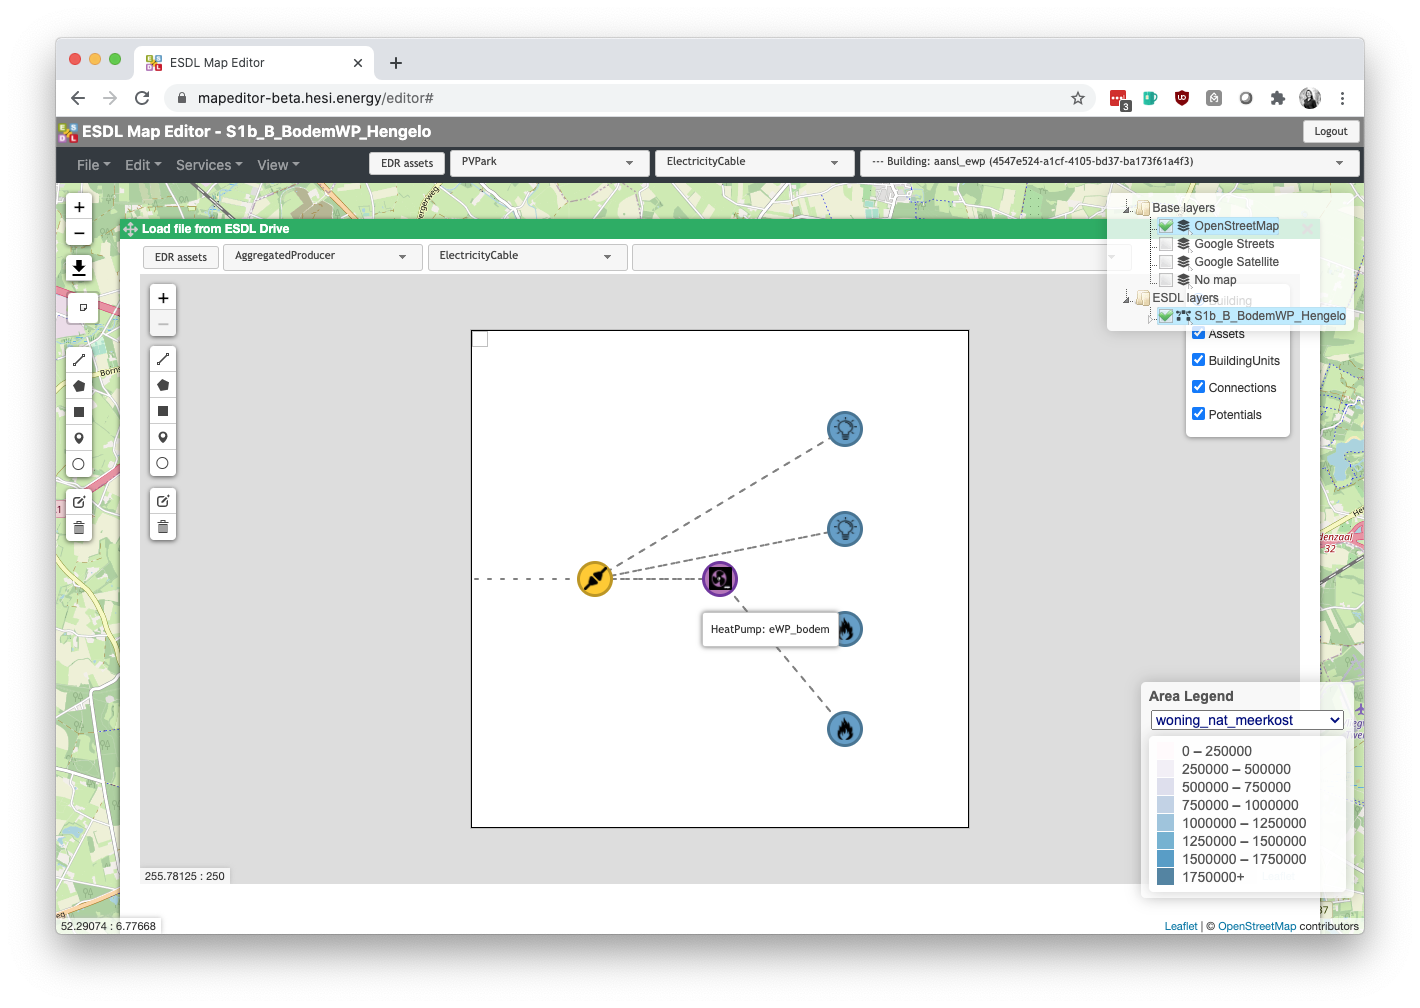 ESDL Map Editor
mapeditor-beta.hesi.energy/editor#
3
ESDL Map Editor - S1b_B_BodemWP_Hengelo
Logout
File Edit Services View
EDR assets
PVPark
ElectricityCable
--- Building: aansl_ewp (4547e524-a1cf-4105-bd37-ba173f61a4f3)
Load file from ESDL Drive
EDR assets
AggregatedProducer
ElectricityCable
Base layers
OpenStreetMap
Google Streets
Google Satellite
No map
ESDL layers
S1b_B_BodemWP_Hengelo
Building
Assets
BuildingUnits
Connections
Potentials
HeatPump: eWP_bodem
Area Legend
woning_nat_meerkost
0 – 250000
250000 – 500000
500000 – 750000
750000 – 1000000
1000000 – 1250000
1250000 – 1500000
1500000 – 1750000
1750000+
255.78125 : 250
52.29074 : 6.77668
Leaflet | © OpenStreetMap contributors